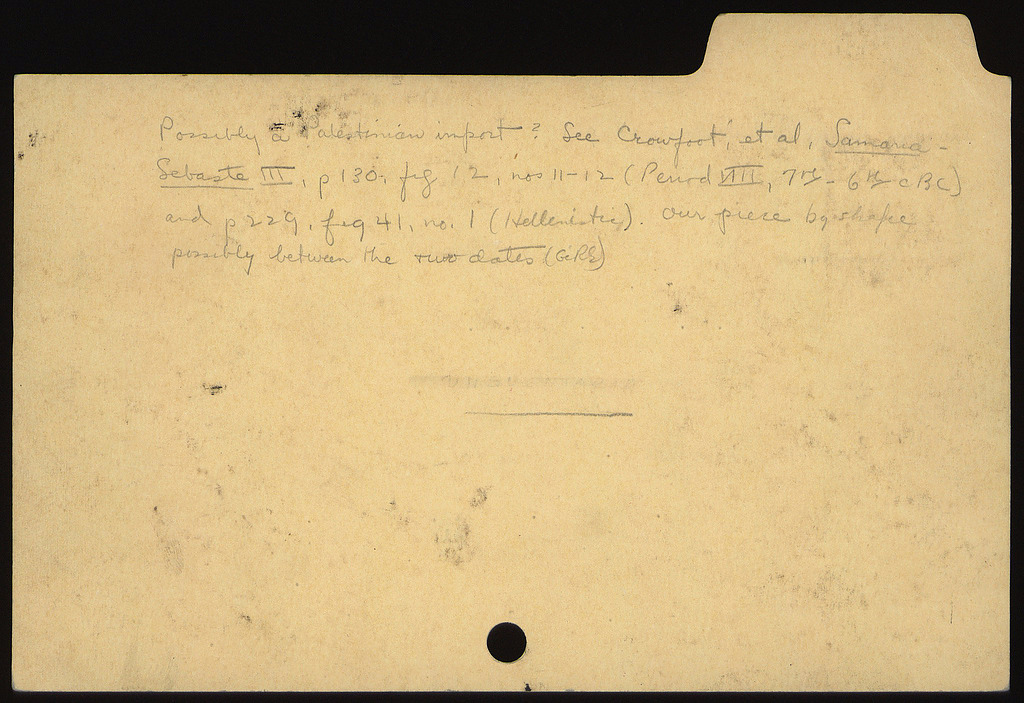 Possibly a Palestinian import? See Crowfoot, et al, Samaria-
Sebaste III, p 130, fig 12, nos 11-12 (Period VIII, 7th - 6th c BC)
and p 229, fig 41, no. 1 (Hellenistic). Our piece by shape
possibly between the two dates (GRE)